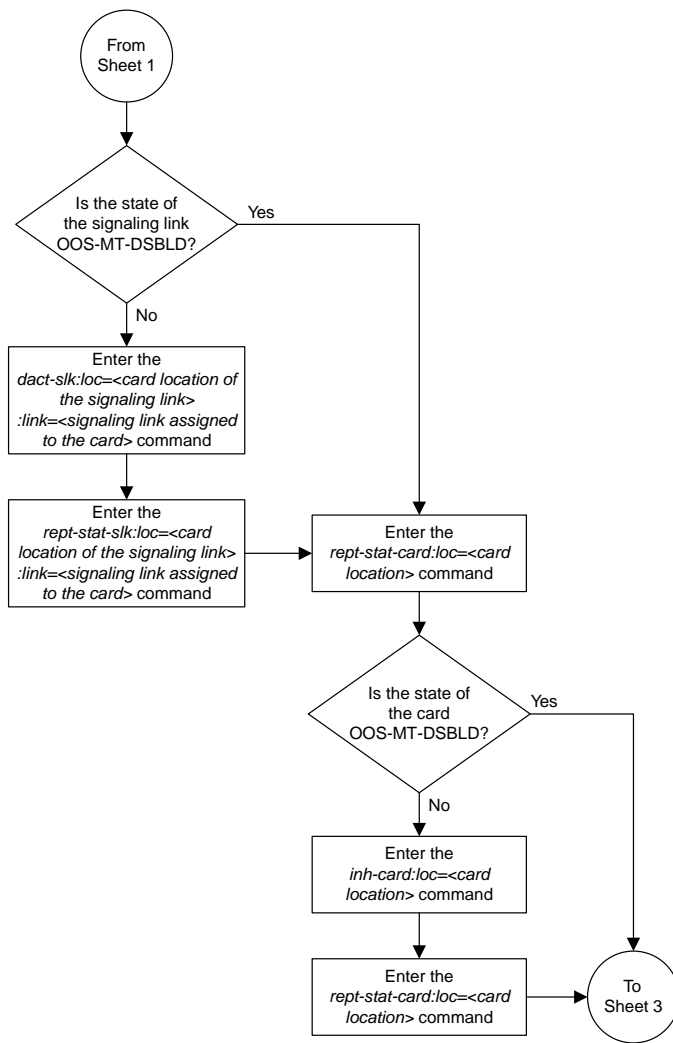 From
Sheet 1
Is the state of
the signaling link
OOS-MT-DSBLD?
Yes
No
Enter the
dact-slk:loc=<card location of
the signaling link>
:link=<signaling link assigned
to the card> command
Enter the
rept-stat-slk:loc=<card
location of the signaling link>
:link=<signaling link assigned
to the card> command
Enter the
rept-stat-card:loc=<card
location> command
Is the state of
the card
OOS-MT-DSBLD?
Yes
No
Enter the
inh-card:loc=<card
location> command
Enter the
rept-stat-card:loc=<card
location> command
To
Sheet 3